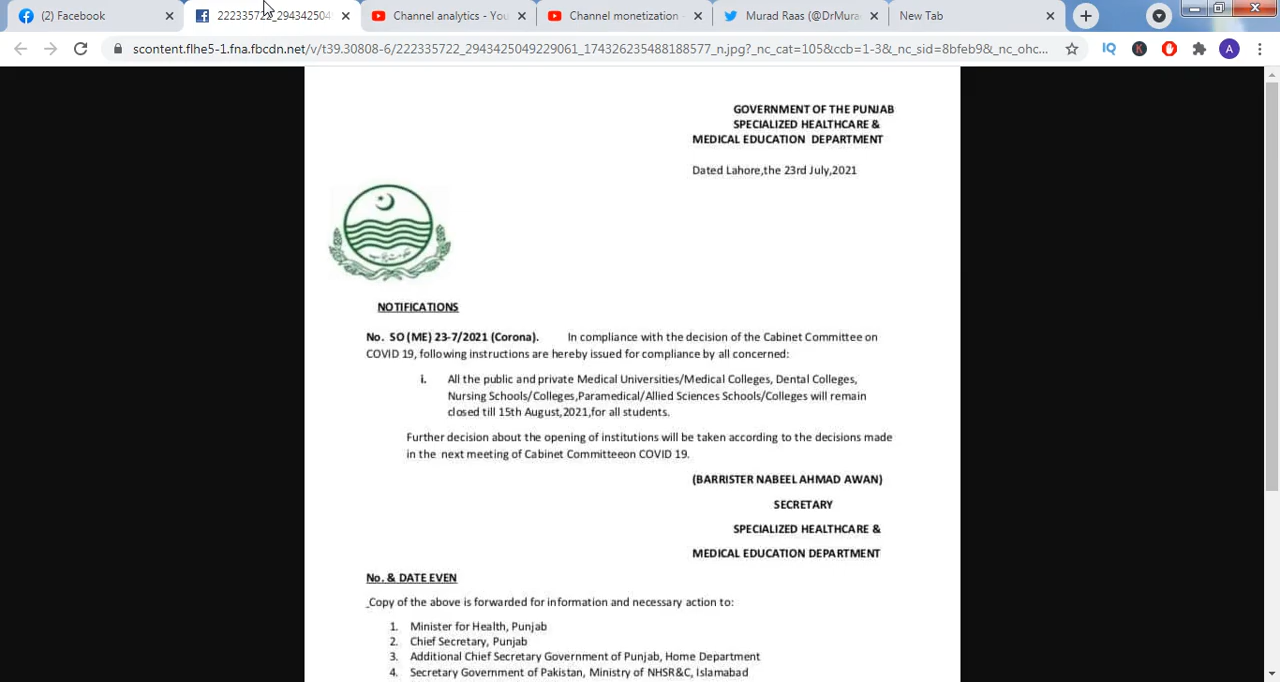 (2) Facebook
222335722_294342504
Channel analytics - You
Channel monetization -
Murad Raas (@DrMura
New Tab
scontent.flhe5-1.fna.fbcdn.net/v/t39.30808-6/222335722_2943425049229061_174326235488188577_n.jpg?_nc_cat=105&ccb=1-3&_nc_sid=8bfeb9&_nc_ohc...
IQ
K
A
GOVERNMENT OF THE PUNJAB
SPECIALIZED HEALTHCARE &
MEDICAL EDUCATION DEPARTMENT
Dated Lahore,the 23rd July,2021
NOTIFICATIONS
No. SO (ME) 23-7/2021 (Corona). In compliance with the decision of the Cabinet Committee on
COVID 19, following instructions are hereby issued for compliance by all concerned:
i. All the public and private Medical Universities/Medical Colleges, Dental Colleges,
Nursing Schools/Colleges,Paramedical/Allied Sciences Schools/Colleges will remain
closed till 15th August,2021,for all students.
Further decision about the opening of institutions will be taken according to the decisions made
in the next meeting of Cabinet Committeeon COVID 19.
(BARRISTER NABEEL AHMAD AWAN)
SECRETARY
SPECIALIZED HEALTHCARE &
MEDICAL EDUCATION DEPARTMENT
No. & DATE EVEN
_Copy of the above is forwarded for information and necessary action to:
1. Minister for Health, Punjab
2. Chief Secretary, Punjab
3. Additional Chief Secretary Government of Punjab, Home Department
4. Secretary Government of Pakistan, Ministry of NHSR&C, Islamabad